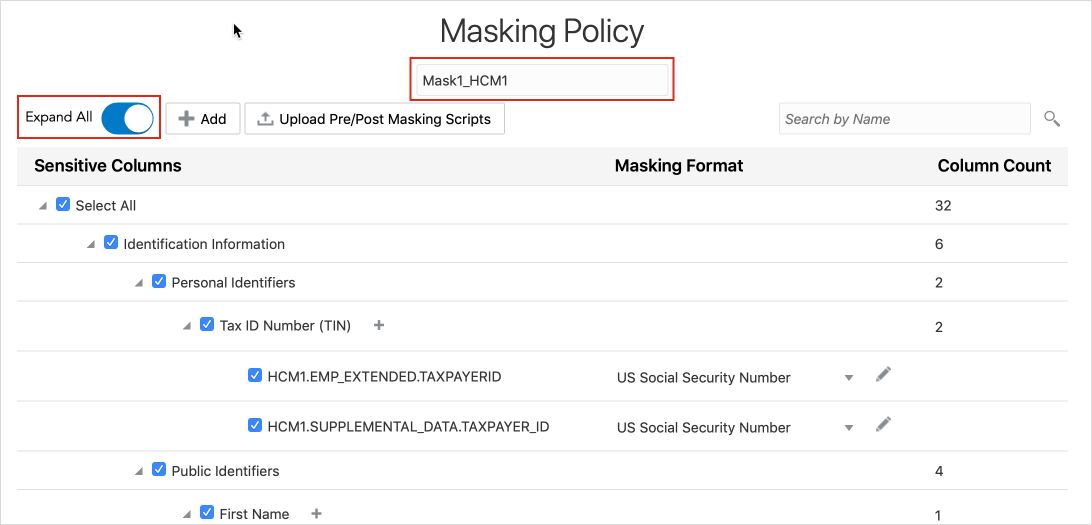 Masking Policy
Mask1_HCM1
Expand All Add Upload Pre/Post Masking Scripts Search by Name
Sensitive Columns Masking Format Column Count
Select All 32
Identification Information 6
Personal Identifiers 2
Tax ID Number (TIN) 2
HCM1.EMP_EXTENDED.TAXPAYERID US Social Security Number
HCM1.SUPPLEMENTAL_DATA.TAXPAYER_ID US Social Security Number
Public Identifiers 4
First Name 1